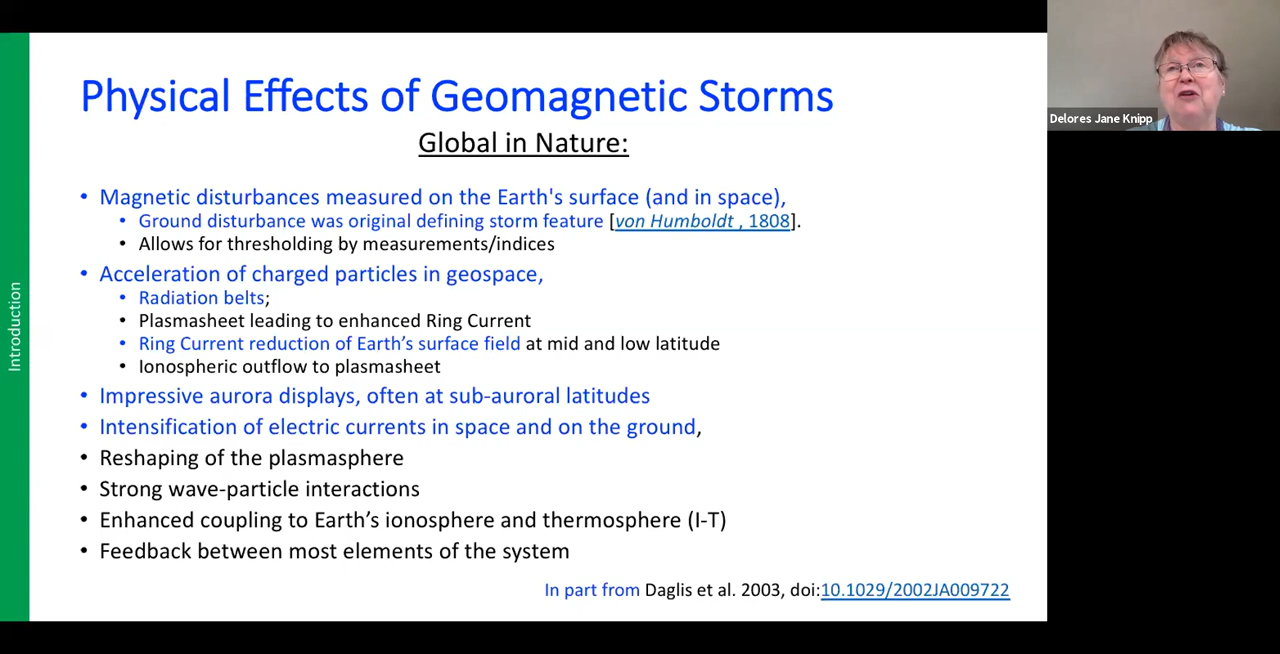 Physical Effects of Geomagnetic Storms
Global in Nature:
• Magnetic disturbances measured on the Earth's surface (and in space),
• Ground disturbance was original defining storm feature [von Humboldt , 1808].
• Allows for thresholding by measurements/indices
• Acceleration of charged particles in geospace,
• Radiation belts;
• Plasmasheet leading to enhanced Ring Current
• Ring Current reduction of Earth’s surface field at mid and low latitude
• Ionospheric outflow to plasmasheet
• Impressive aurora displays, often at sub-auroral latitudes
• Intensification of electric currents in space and on the ground,
• Reshaping of the plasmasphere
• Strong wave-particle interactions
• Enhanced coupling to Earth’s ionosphere and thermosphere (I-T)
• Feedback between most elements of the system
In part from Daglis et al. 2003, doi:10.1029/2002JA009722
Introduction
Delores Jane Knipp